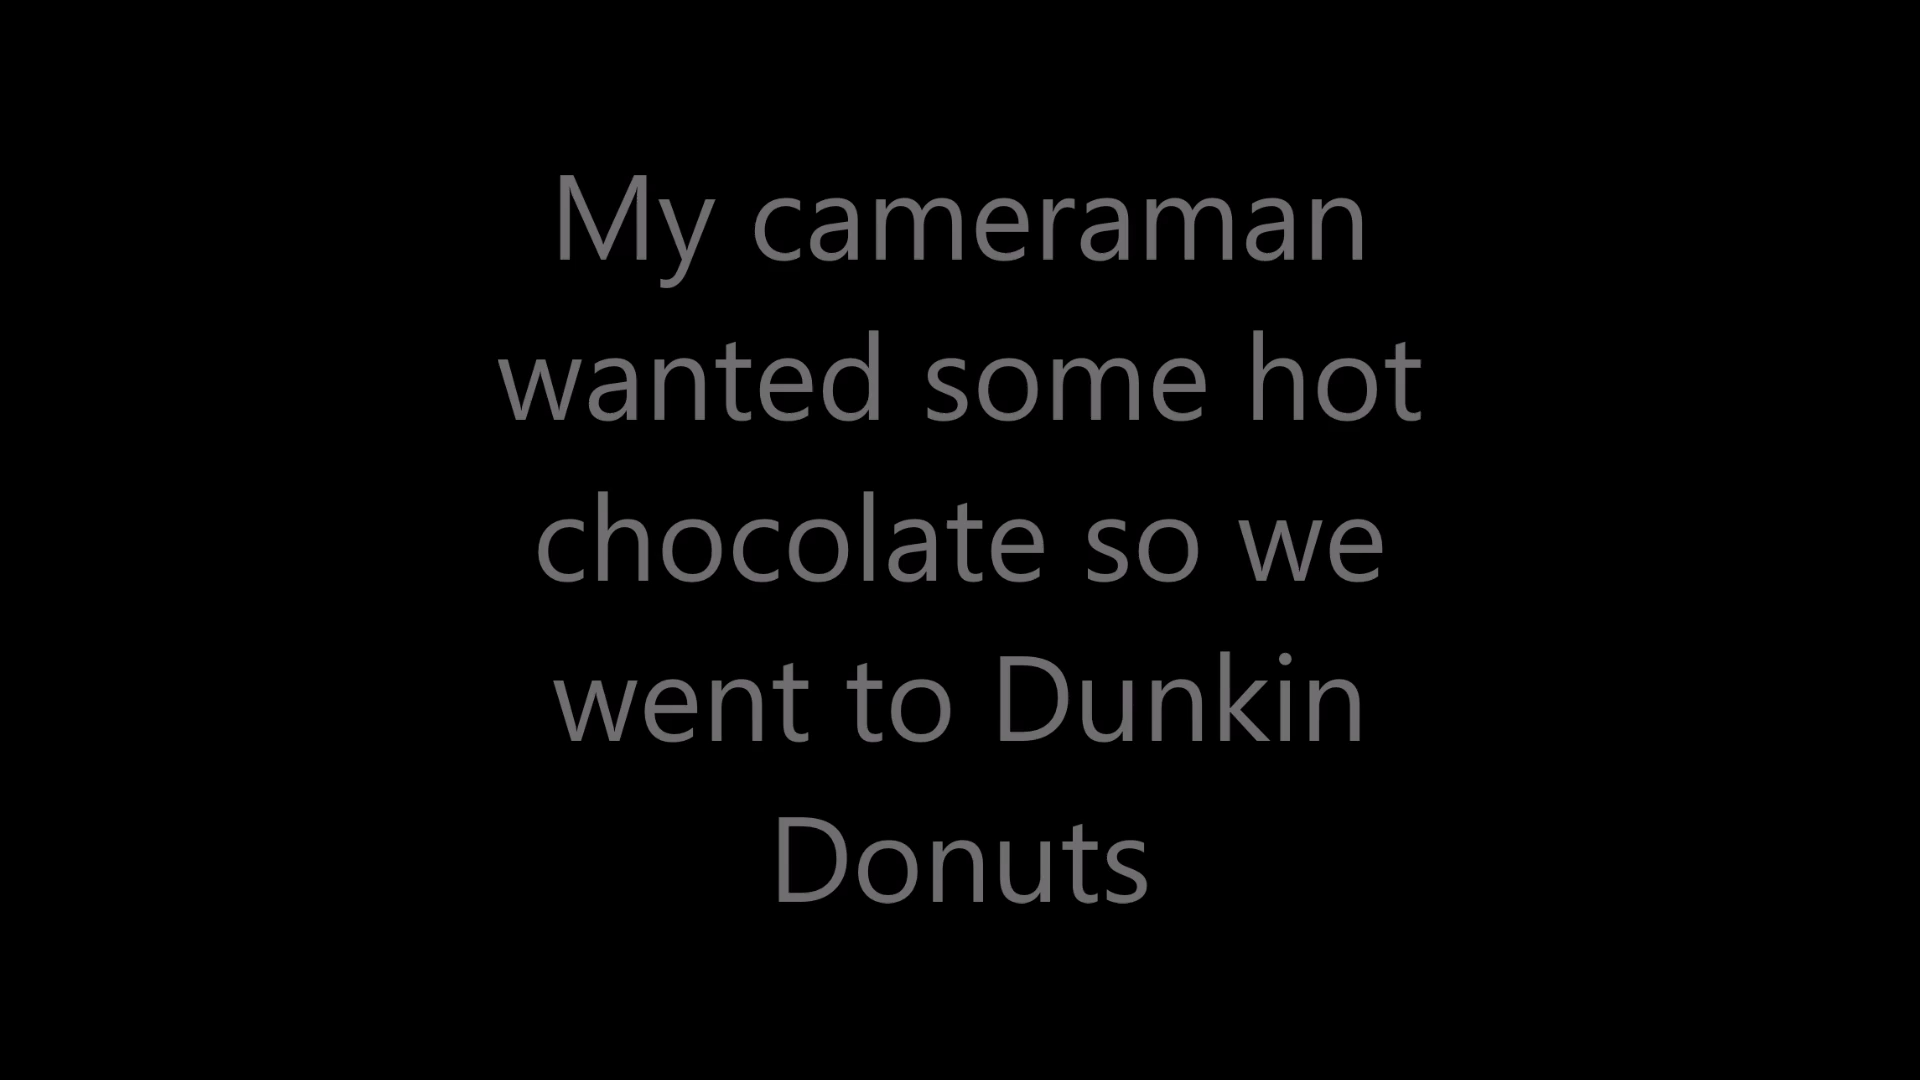 My cameraman
wanted some hot
chocolate so we
went to Dunkin
Donuts